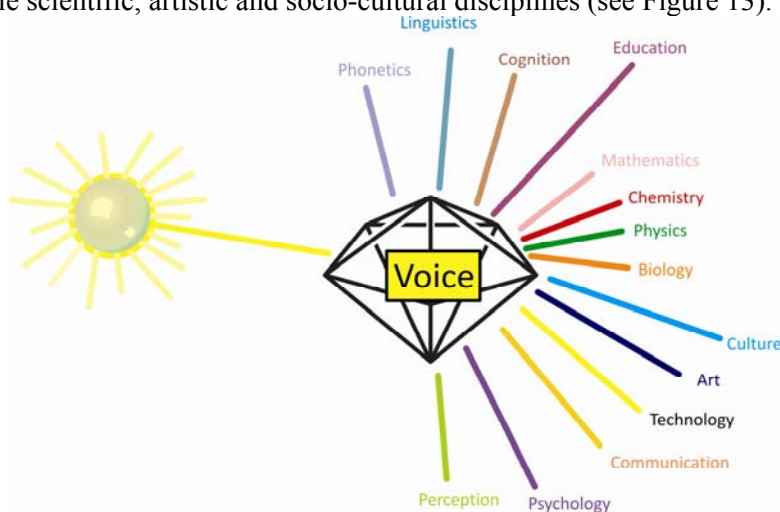 e scientific, artistic and socio-cultural disciplines (see Figure 13).
Linguistics
Education
Cognition
Phonetics
Mathematics
Chemistry
Physics
Voice
Biology
Culture
Art
Technology
Communication
Perception
Psychology